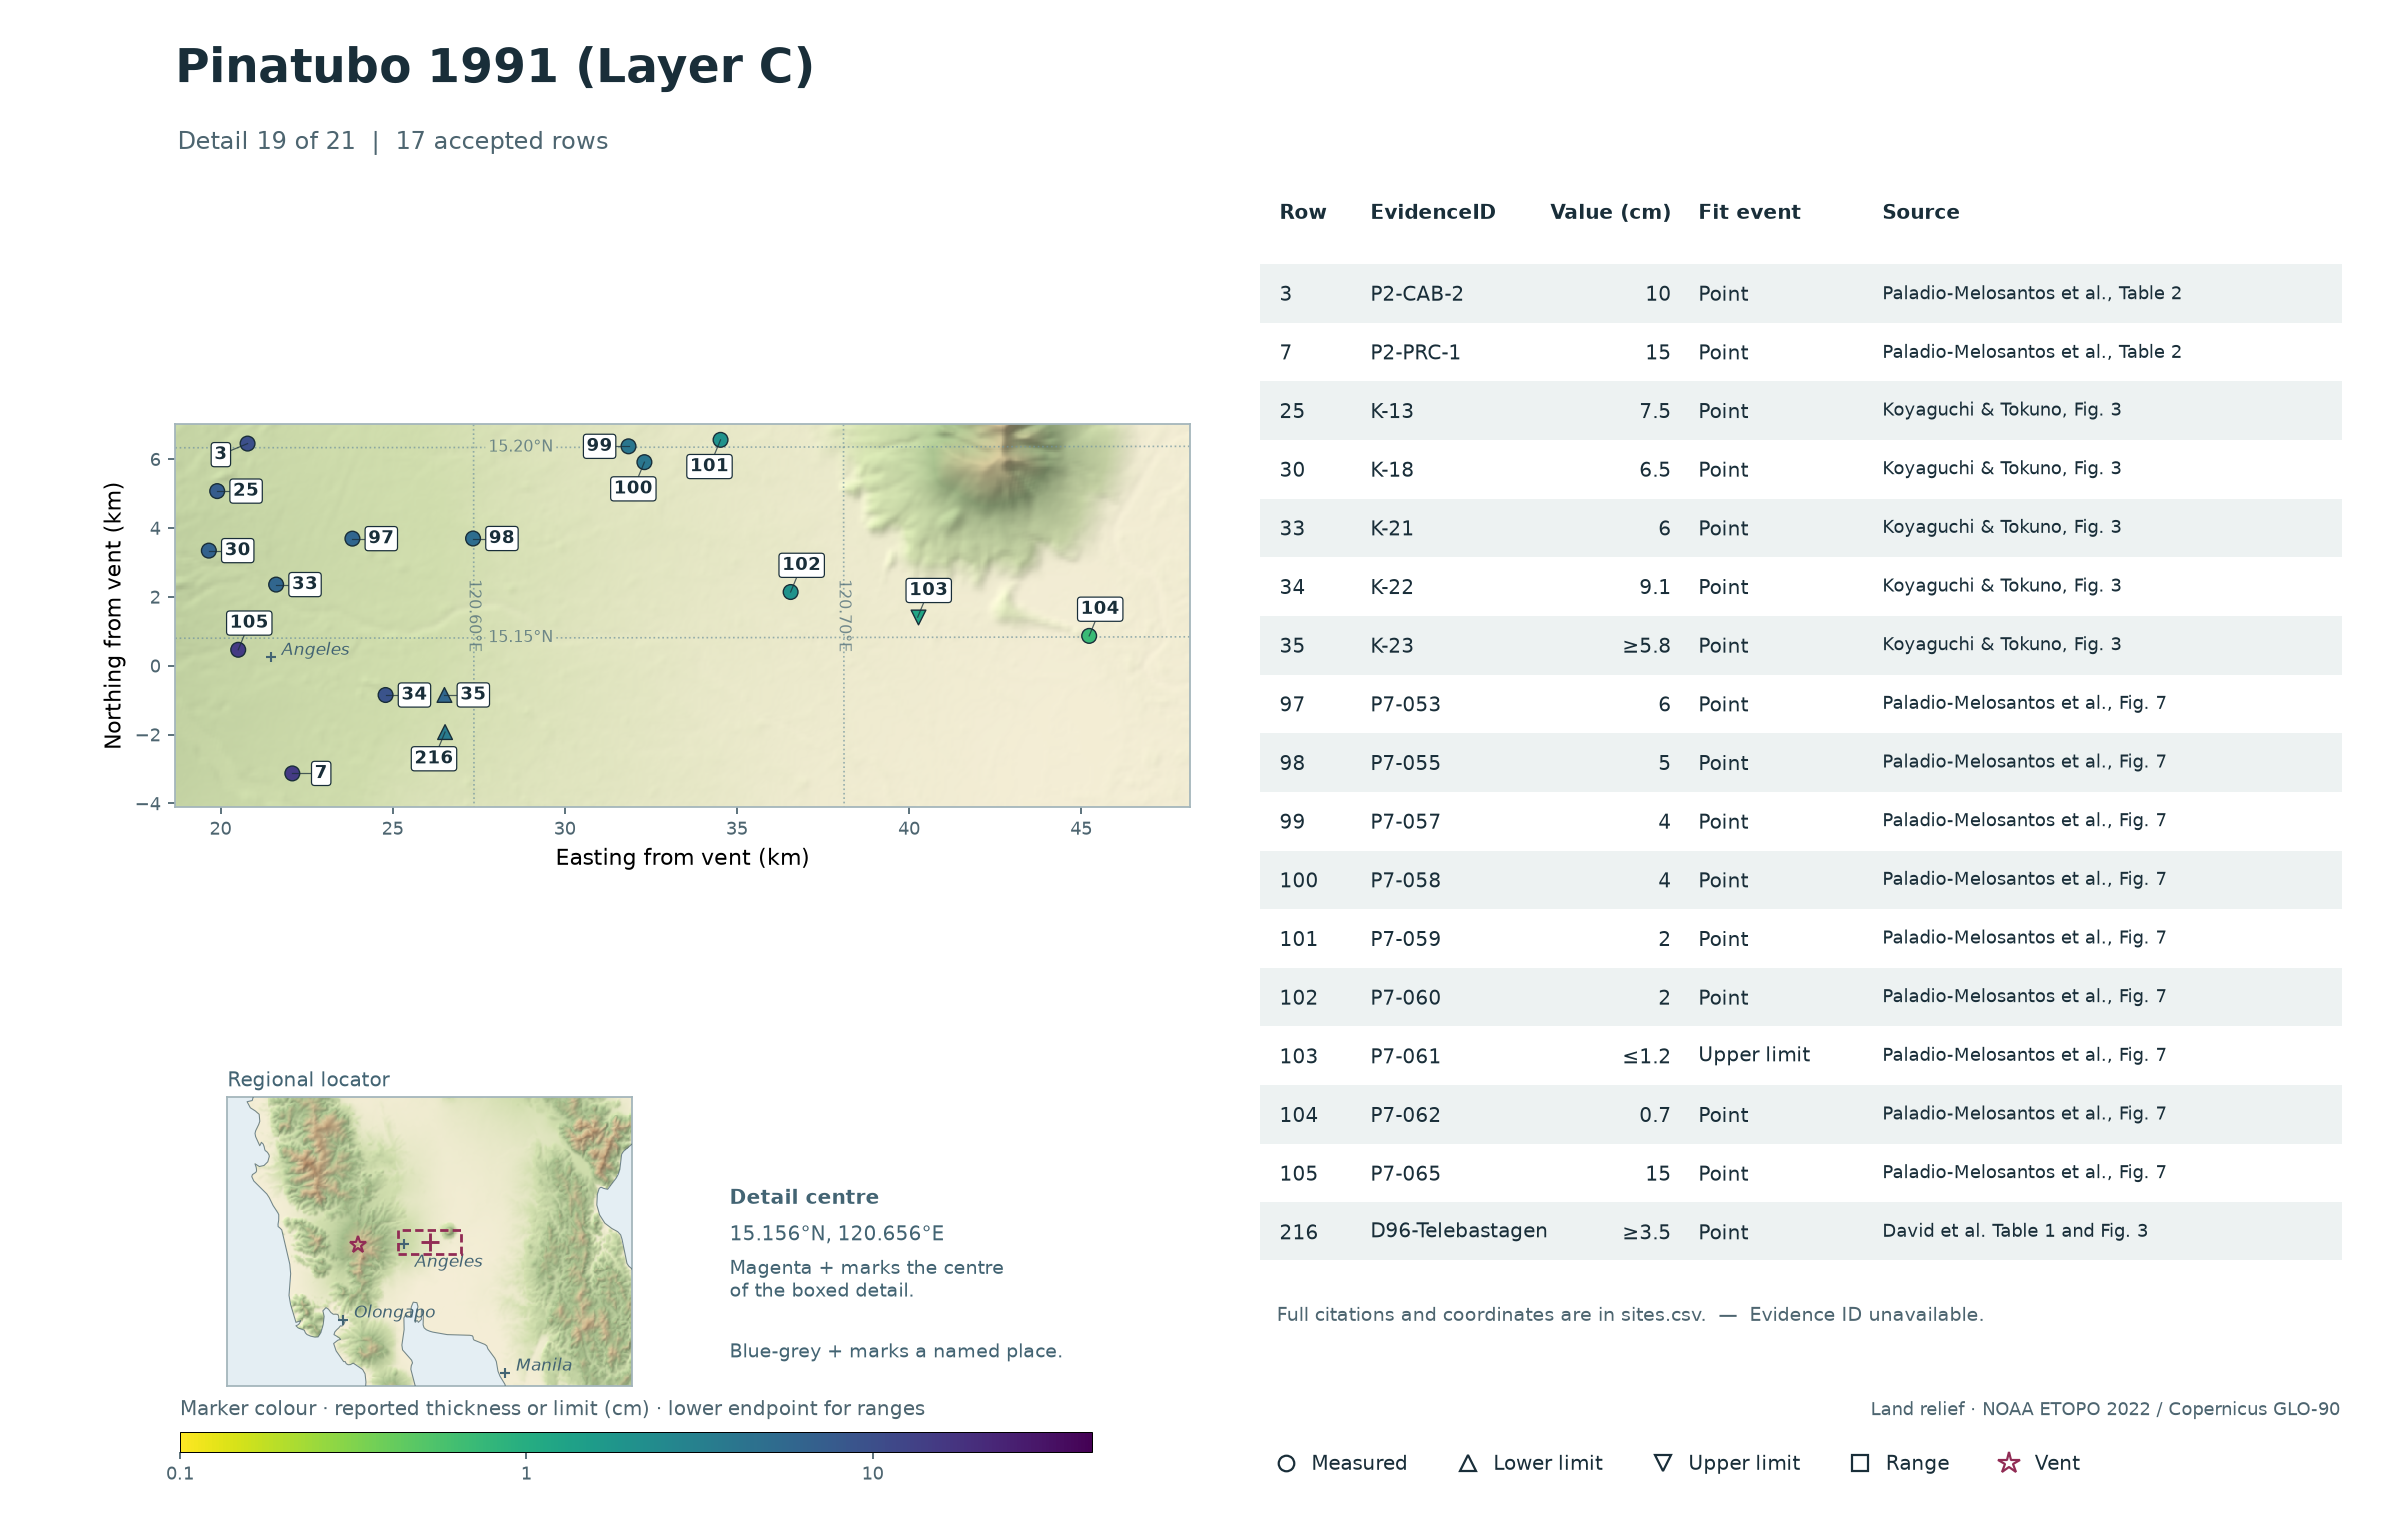 Pinatubo 1991 (Layer C)
Detail 19 of 21 | 17 accepted rows
Row EvidenceID Value (cm) Fit event Source
3 P2-CAB-2 10 Point Paladio-Melosantos et al., Table 2
7 P2-PRC-1 15 Point Paladio-Melosantos et al., Table 2
25 K-13 7.5 Point Koyaguchi & Tokuno, Fig. 3
30 K-18 6.5 Point Koyaguchi & Tokuno, Fig. 3
33 K-21 6 Point Koyaguchi & Tokuno, Fig. 3
34 K-22 9.1 Point Koyaguchi & Tokuno, Fig. 3
35 K-23 ≥5.8 Point Koyaguchi & Tokuno, Fig. 3
97 P7-053 6 Point Paladio-Melosantos et al., Fig. 7
98 P7-055 5 Point Paladio-Melosantos et al., Fig. 7
99 P7-057 4 Point Paladio-Melosantos et al., Fig. 7
100 P7-058 4 Point Paladio-Melosantos et al., Fig. 7
101 P7-059 2 Point Paladio-Melosantos et al., Fig. 7
102 P7-060 2 Point Paladio-Melosantos et al., Fig. 7
103 P7-061 ≤1.2 Upper limit Paladio-Melosantos et al., Fig. 7
104 P7-062 0.7 Point Paladio-Melosantos et al., Fig. 7
105 P7-065 15 Point Paladio-Melosantos et al., Fig. 7
216 D96-Telebastagen ≥3.5 Point David et al. Table 1 and Fig. 3
Full citations and coordinates are in sites.csv. — Evidence ID unavailable.
Northing from vent (km)
6
4
2
0
−2
−4
3
15.20°N
99
101
25
100
97
98
30
102
33
120.60°E
120.70°E
103
105
104
15.15°N
Angeles
34
35
216
7
20 25 30 35 40 45
Easting from vent (km)
Regional locator
Angeles
Olongapo
Manila
Detail centre
15.156°N, 120.656°E
Magenta + marks the centre
of the boxed detail.
Blue-grey + marks a named place.
Marker colour · reported thickness or limit (cm) · lower endpoint for ranges
0.1 1 10
Land relief · NOAA ETOPO 2022 / Copernicus GLO-90
Measured Lower limit Upper limit Range Vent